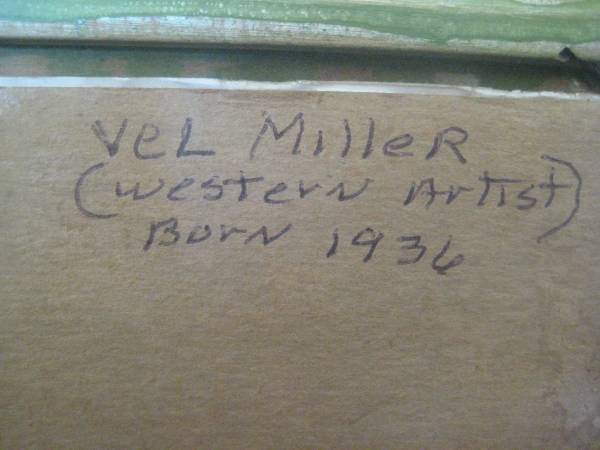 Vel Miller
(Western Artist)
Born 1936